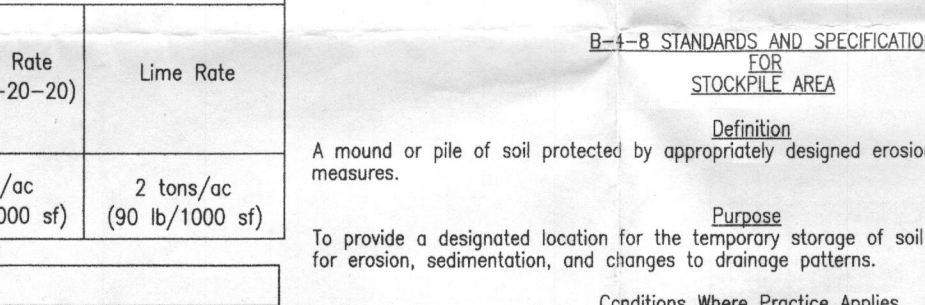 Rate
-20-20)
Lime Rate
/ac
000 sf)
2 tons/ac
(90 lb/1000 sf)
B-4-8 STANDARDS AND SPECIFICATIO
FOR
STOCKPILE AREA
Definition
A mound or pile of soil protected by appropriately designed erosio
measures.
Purpose
To provide a designated location for the temporary storage of soil
for erosion, sedimentation, and changes to drainage patterns.
Conditions Where Practice Applies